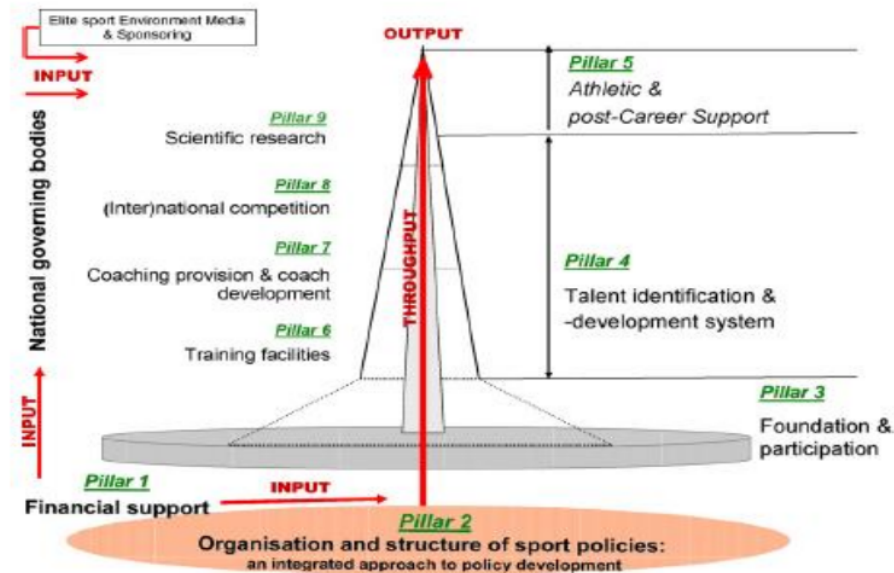 Elite sport Environment Media
& Sponsoring
OUTPUT
INPUT
Pillar 5
Athletic &
post-Career Support
Pillar 9
Scientific research
Pillar 8
(Inter)national competition
National governing bodies
THROUGHPUT
Pillar 7
Coaching provision & coach
development
Pillar 4
Talent identification &
-development system
Pillar 6
Training facilities
Pillar 3
Foundation &
participation
INPUT
Pillar 1
Financial support
INPUT
Pillar 2
Organisation and structure of sport policies:
an integrated approach to policy development